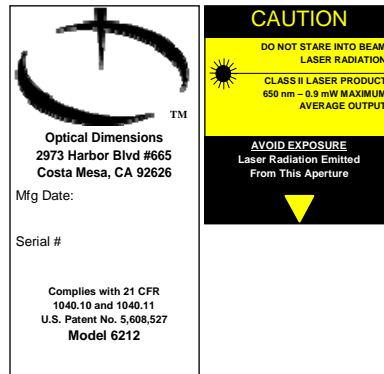 TM
Optical Dimensions
2973 Harbor Blvd #665
Costa Mesa, CA 92626
Mfg Date:
Serial #
Complies with 21 CFR
1040.10 and 1040.11
U.S. Patent No. 5,608,527
Model 6212
CAUTION
DO NOT STARE INTO BEAM
LASER RADIATION
CLASS II LASER PRODUCT
650 nm – 0.9 mW MAXIMUM
AVERAGE OUTPUT
AVOID EXPOSURE
Laser Radiation Emitted
From This Aperture